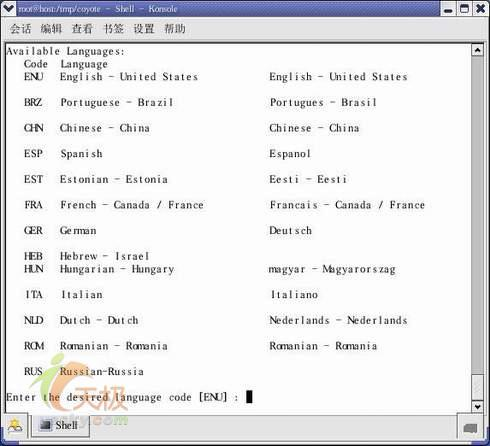 root@host:/tmp/coyote - Shell - Konsole
会话 编辑 查看 书签 设置 帮助
Available Languages:
Code Language
ENU English - United States English - United States
BRZ Portuguese - Brazil Portugues - Brasil
CHN Chinese - China Chinese - China
ESP Spanish Espanol
EST Estonian - Estonia Eesti - Eesti
FRA French - Canada / France Francais - Canada / France
GER German Deutsch
HEB Hebrew - Israel
HUN Hungarian - Hungary magyar - Magyarorszag
ITA Italian Italiano
NLD Dutch - Dutch Nederlands - Nederlands
ROM Romanian - Romania Romanian - Romania
RUS Russian-Russia
Enter the desired language code [ENU] :
天极
Shell